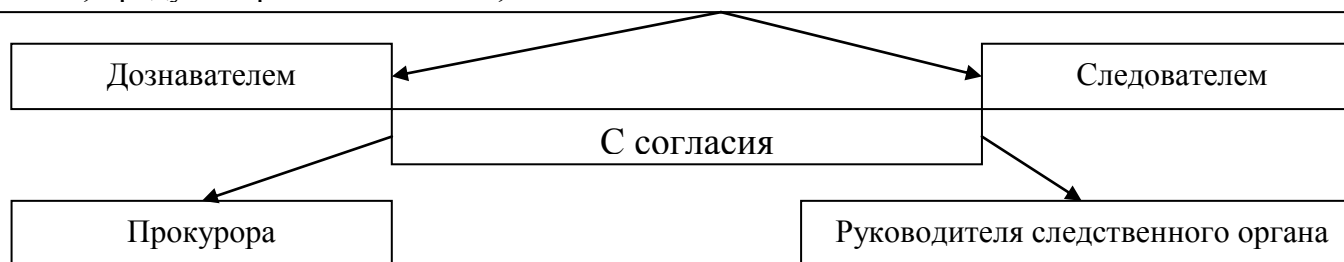 Дознавателем
Следователем
С согласия
Прокурора
Руководителя следственного органа